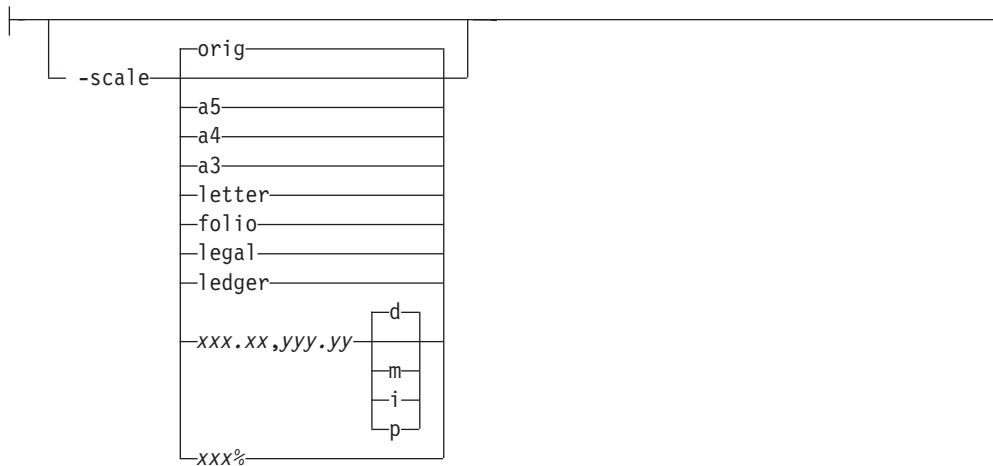 orig
-scale
a5
a4
a3
letter
folio
legal
ledger
d
xxx.xx,yyy.yy
m
i
p
xxx%